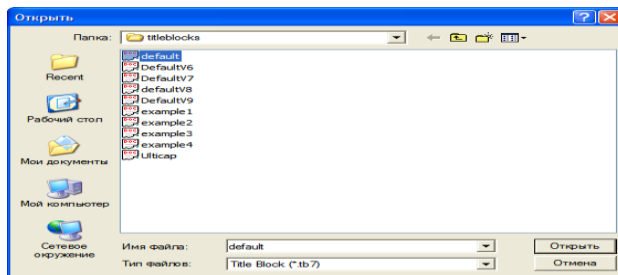 Открыть
Папка: titleblocks
default
DefaultV6
DefaultV7
defaultV8
DefaultV9
example1
example2
example3
example4
Ulticap
Recent
Рабочий стол
Мои документы
Мой компьютер
Сетевое окружение
Имя файла: default Открыть
Тип файлов: Title Block (*.tb7) Отмена